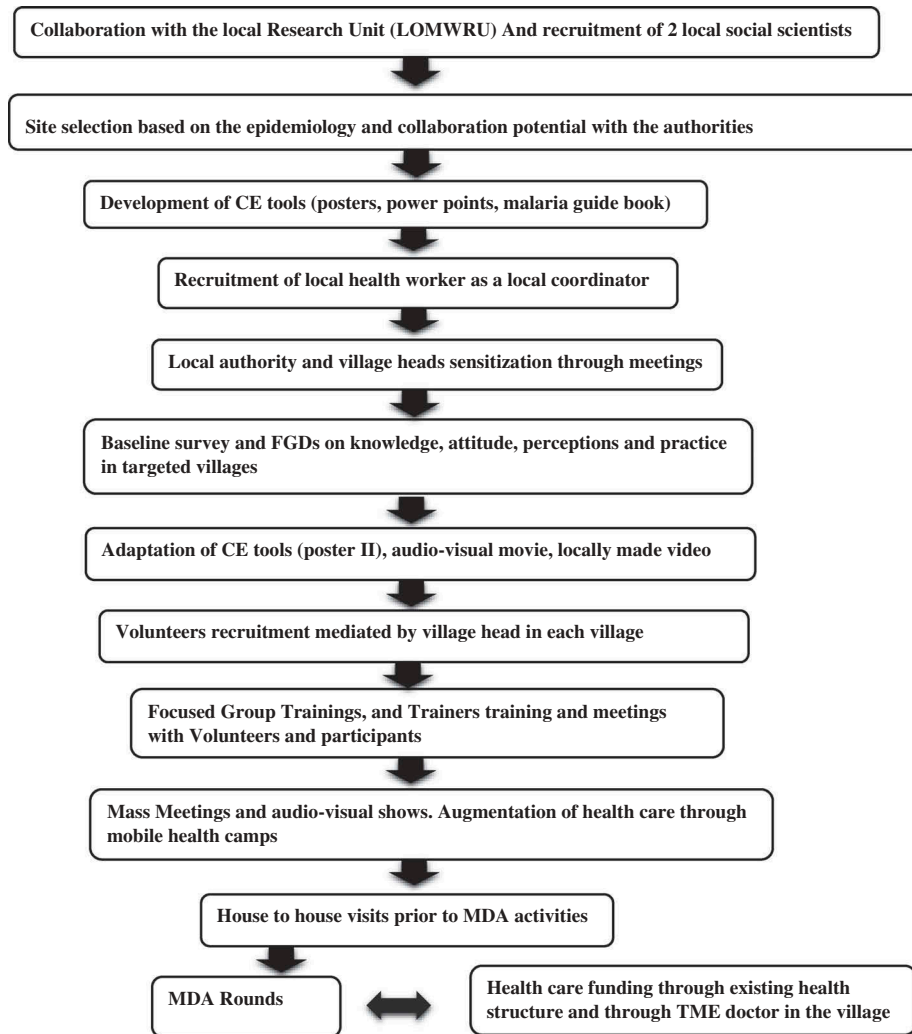 Collaboration with the local Research Unit (LOMWRU) And recruitment of 2 local social scientists
Site selection based on the epidemiology and collaboration potential with the authorities
Development of CE tools (posters, power points, malaria guide book)
Recruitment of local health worker as a local coordinator
Local authority and village heads sensitization through meetings
Baseline survey and FGDs on knowledge, attitude, perceptions and practice
in targeted villages
Adaptation of CE tools (poster II), audio-visual movie, locally made video
Volunteers recruitment mediated by village head in each village
Focused Group Trainings, and Trainers training and meetings
with Volunteers and participants
Mass Meetings and audio-visual shows. Augmentation of health care through
mobile health camps
House to house visits prior to MDA activities
MDA Rounds
Health care funding through existing health
structure and through TME doctor in the village